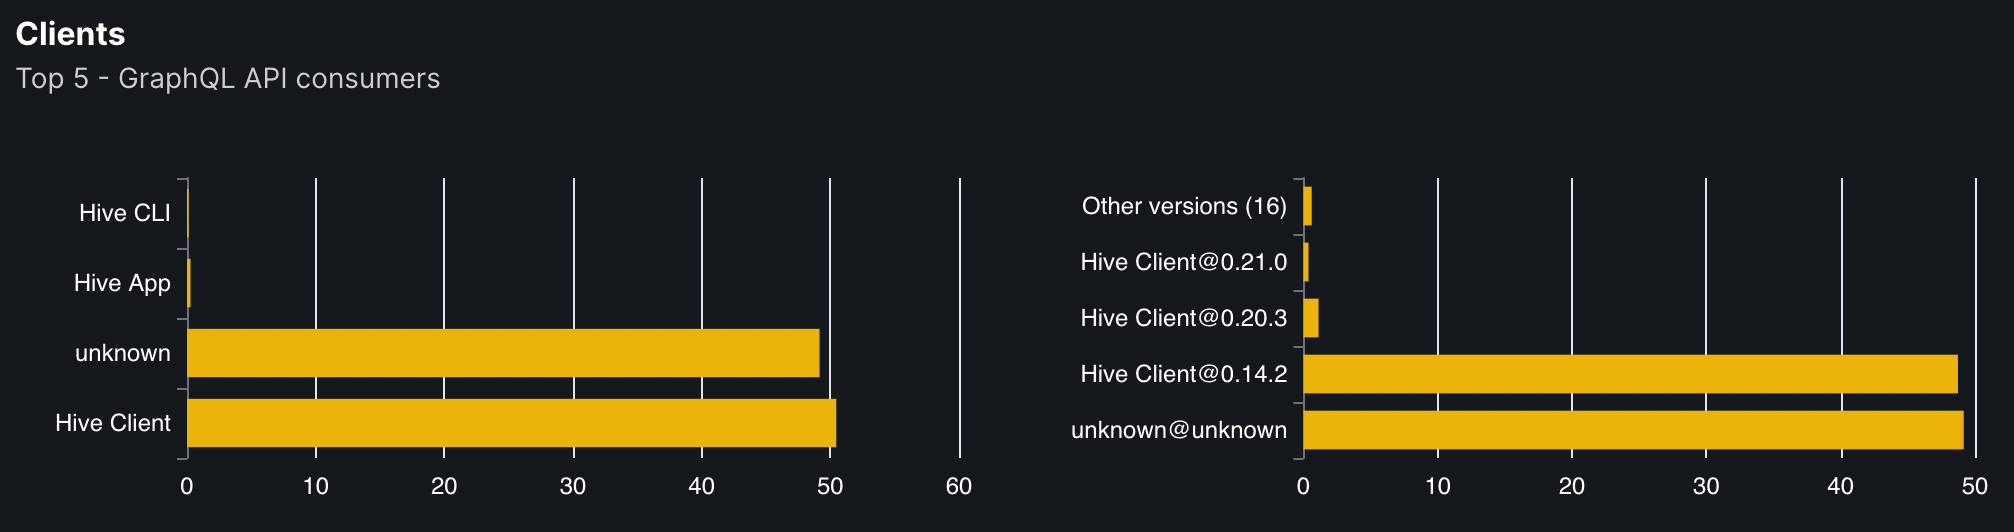 Clients
Top 5 - GraphQL API consumers
Hive CLI
Hive App
unknown
Hive Client
0 10 20 30 40 50 60
Other versions (16)
Hive Client@0.21.0
Hive Client@0.20.3
Hive Client@0.14.2
unknown@unknown
0 10 20 30 40 50